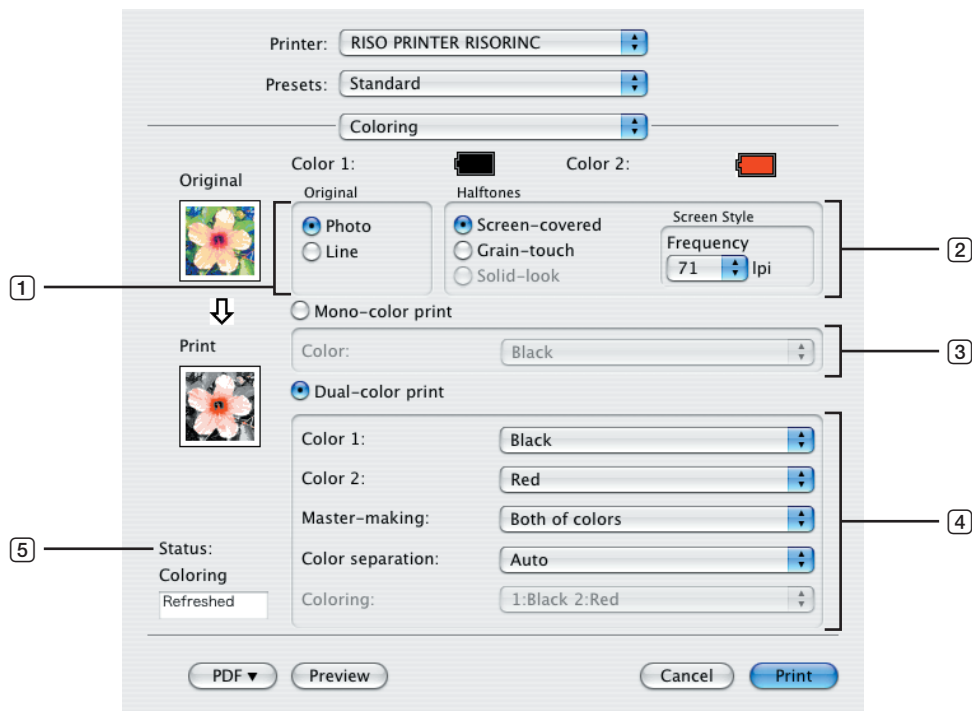 Printer: RISO PRINTER RISORINC
Presets: Standard
Coloring
Color 1: Color 2:
Original
Original
Photo
Line
Halftones
Screen-covered
Grain-touch
Solid-look
Screen Style
Frequency
71 lpi
1
2
Mono-color print
Print
Color: Black
3
Dual-color print
Color 1: Black
Color 2: Red
Master-making: Both of colors
Color separation: Auto
Coloring: 1:Black 2:Red
4
5
Status:
Coloring
Refreshed
PDF ▼ Preview Cancel Print